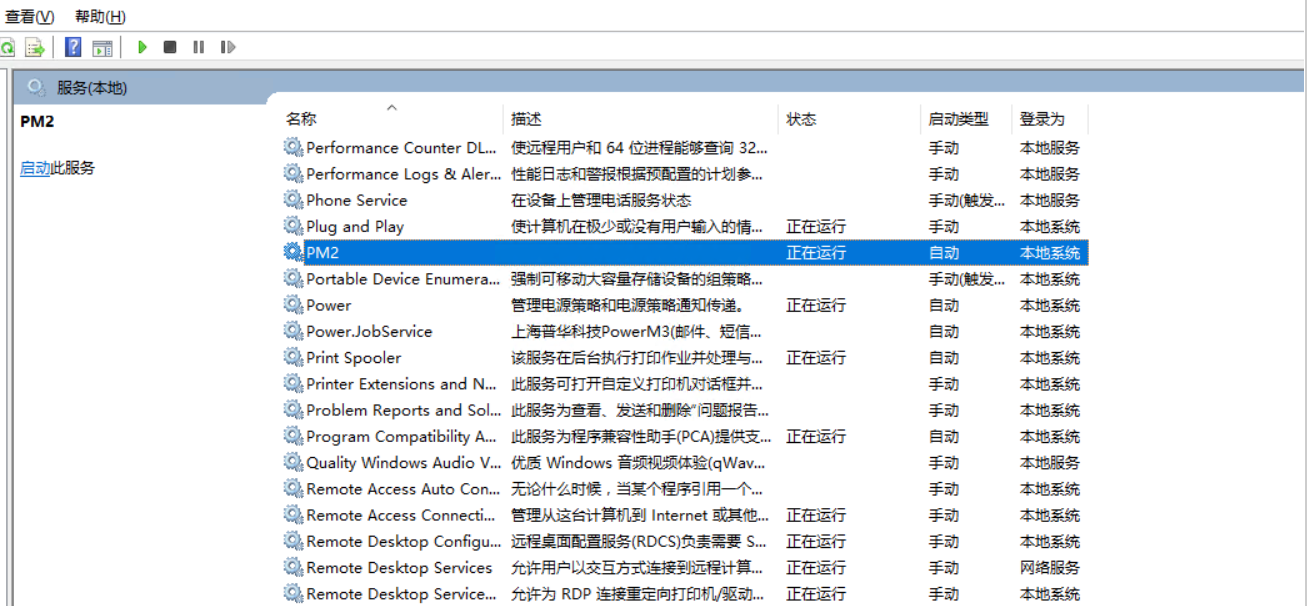 查看(V) 帮助(H)
服务(本地)
PM2
启动此服务
名称 描述 状态 启动类型 登录为
Performance Counter DL... 使远程用户和 64 位进程能够查询 32... 手动 本地服务
Performance Logs & Aler... 性能日志和警报根据预配置的计划参... 手动 本地服务
Phone Service 在设备上管理电话服务状态 手动(触发... 本地服务
Plug and Play 使计算机在极少或没有用户输入的情... 正在运行 手动 本地系统
PM2 正在运行 自动 本地系统
Portable Device Enumera... 强制可移动大容量存储设备的组策略... 手动(触发... 本地系统
Power 管理电源策略和电源策略通知传递。 正在运行 自动 本地系统
Power.JobService 上海普华科技PowerM3(邮件、短信... 自动 本地系统
Print Spooler 该服务在后台执行打印作业并处理与... 正在运行 自动 本地系统
Printer Extensions and N... 此服务可打开自定义打印机对话框并... 手动 本地系统
Problem Reports and Sol... 此服务为查看、发送和删除"问题报告... 手动 本地系统
Program Compatibility A... 此服务为程序兼容性助手(PCA)提供支... 正在运行 自动 本地系统
Quality Windows Audio V... 优质 Windows 音频视频体验(qWav... 手动 本地服务
Remote Access Auto Con... 无论什么时候，当某个程序引用一个... 手动 本地系统
Remote Access Connecti... 管理从这台计算机到 Internet 或其他... 正在运行 手动 本地系统
Remote Desktop Configu... 远程桌面配置服务(RDCS)负责需要 S... 正在运行 手动 本地系统
Remote Desktop Services 允许用户以交互方式连接到远程计算... 正在运行 手动 网络服务
Remote Desktop Service... 允许为 RDP 连接重定向打印机/驱动... 正在运行 手动 本地系统